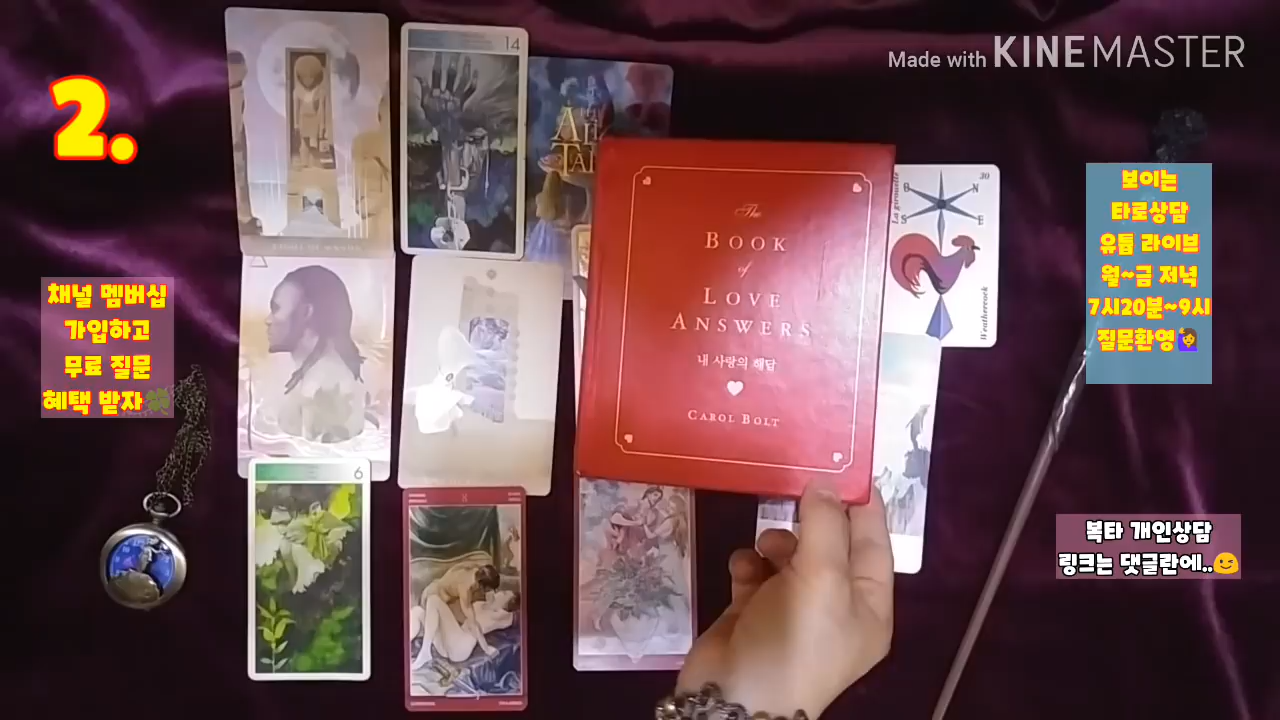 2.
Made with KINEMASTER
14
30
La girouette
N
S
E
Weathercock
The
BOOK
of
LOVE
ANSWERS
내 사랑의 해답
CAROL BOLT
6
채널 멤버십
가입하고
무료 질문
혜택 받자🍀
보이는
타로상담
유튭 라이브
월~금 저녁
7시20분~9시
질문환영🙋‍♀️
복타 개인상담
링크는 댓글란에..😉